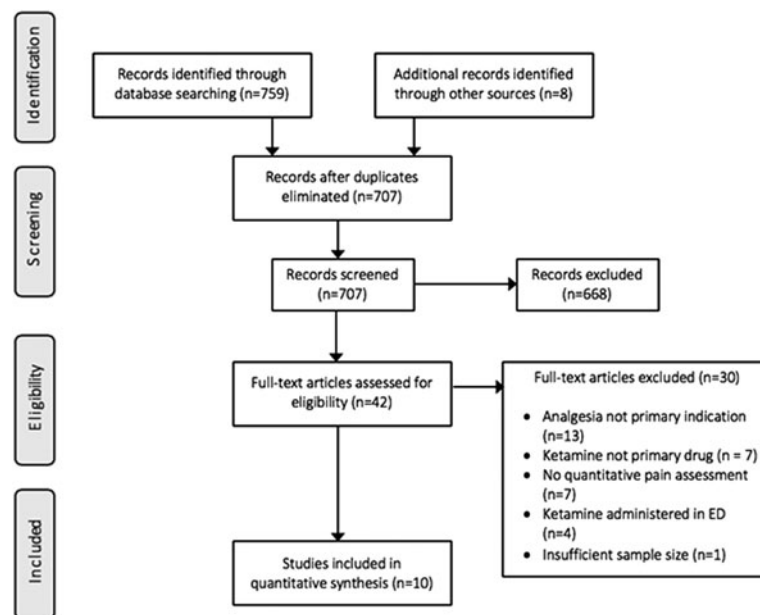 Identification
Records identified through
database searching (n=759)
Additional records identified
through other sources (n=8)
Records after duplicates
eliminated (n=707)
Screening
Records screened
(n=707)
Records excluded
(n=668)
Eligibility
Full-text articles assessed for
eligibility (n=42)
Full-text articles excluded (n=30)
• Analgesia not primary indication
(n=13)
• Ketamine not primary drug (n = 7)
• No quantitative pain assessment
(n=7)
• Ketamine administered in ED
(n=4)
• Insufficient sample size (n=1)
Included
Studies included in
quantitative synthesis (n=10)